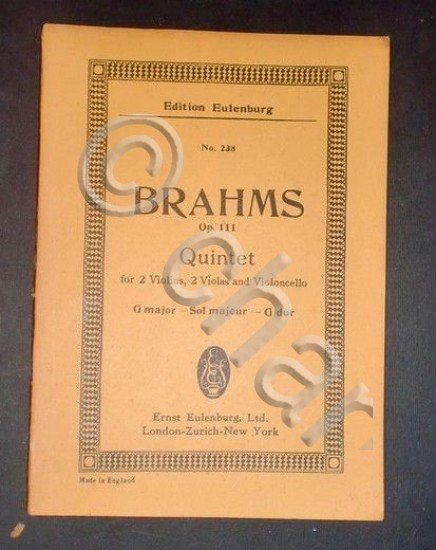 Edition Eulenburg
No. 238
BRAHMS
Op. 111
Quintet
for 2 Violins, 2 Violas and Violoncello
G major – Sol majeur – G dur
Ernst Eulenburg, Ltd.
London-Zurich-New York
Made in England
© char